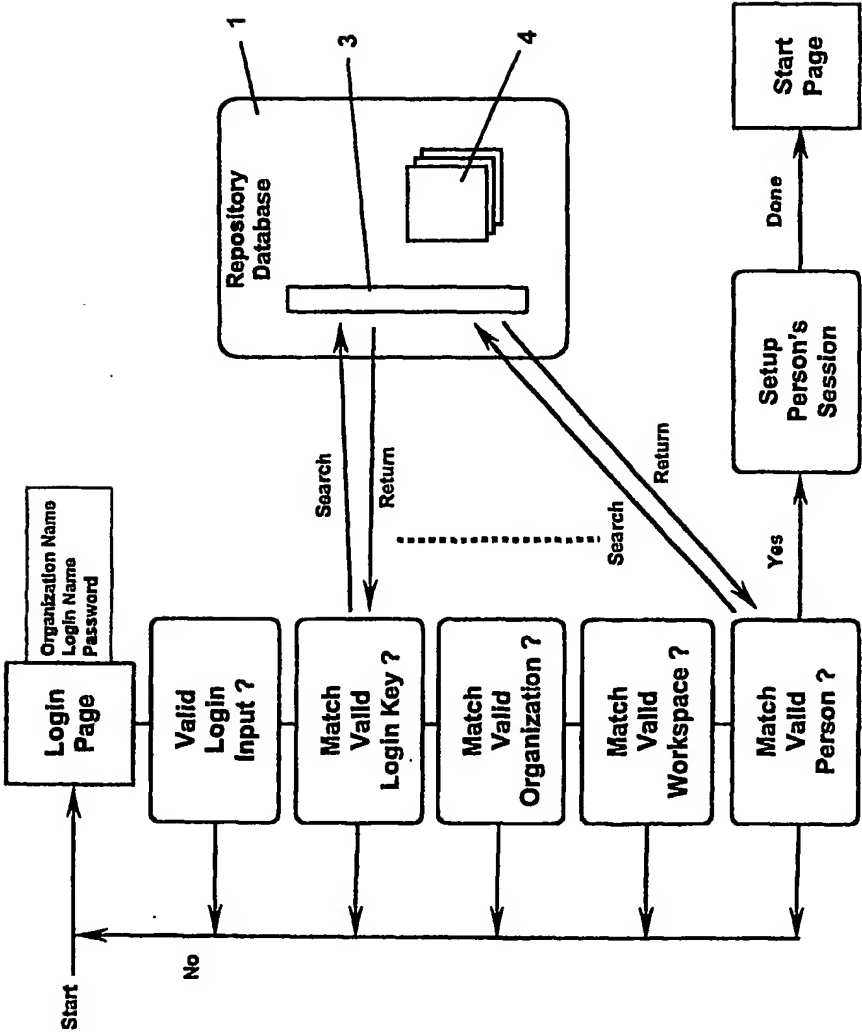 Start
No
Login
Page
Organization Name
Login Name
Password
Valid
Login
Input ?
Match
Valid
Login Key ?
Match
Valid
Organization ?
Match
Valid
Workspace ?
Match
Valid
Person ?
Search
Return
Search
Return
Repository
Database
1
3
4
Yes
Setup
Person's
Session
Done
Start
Page